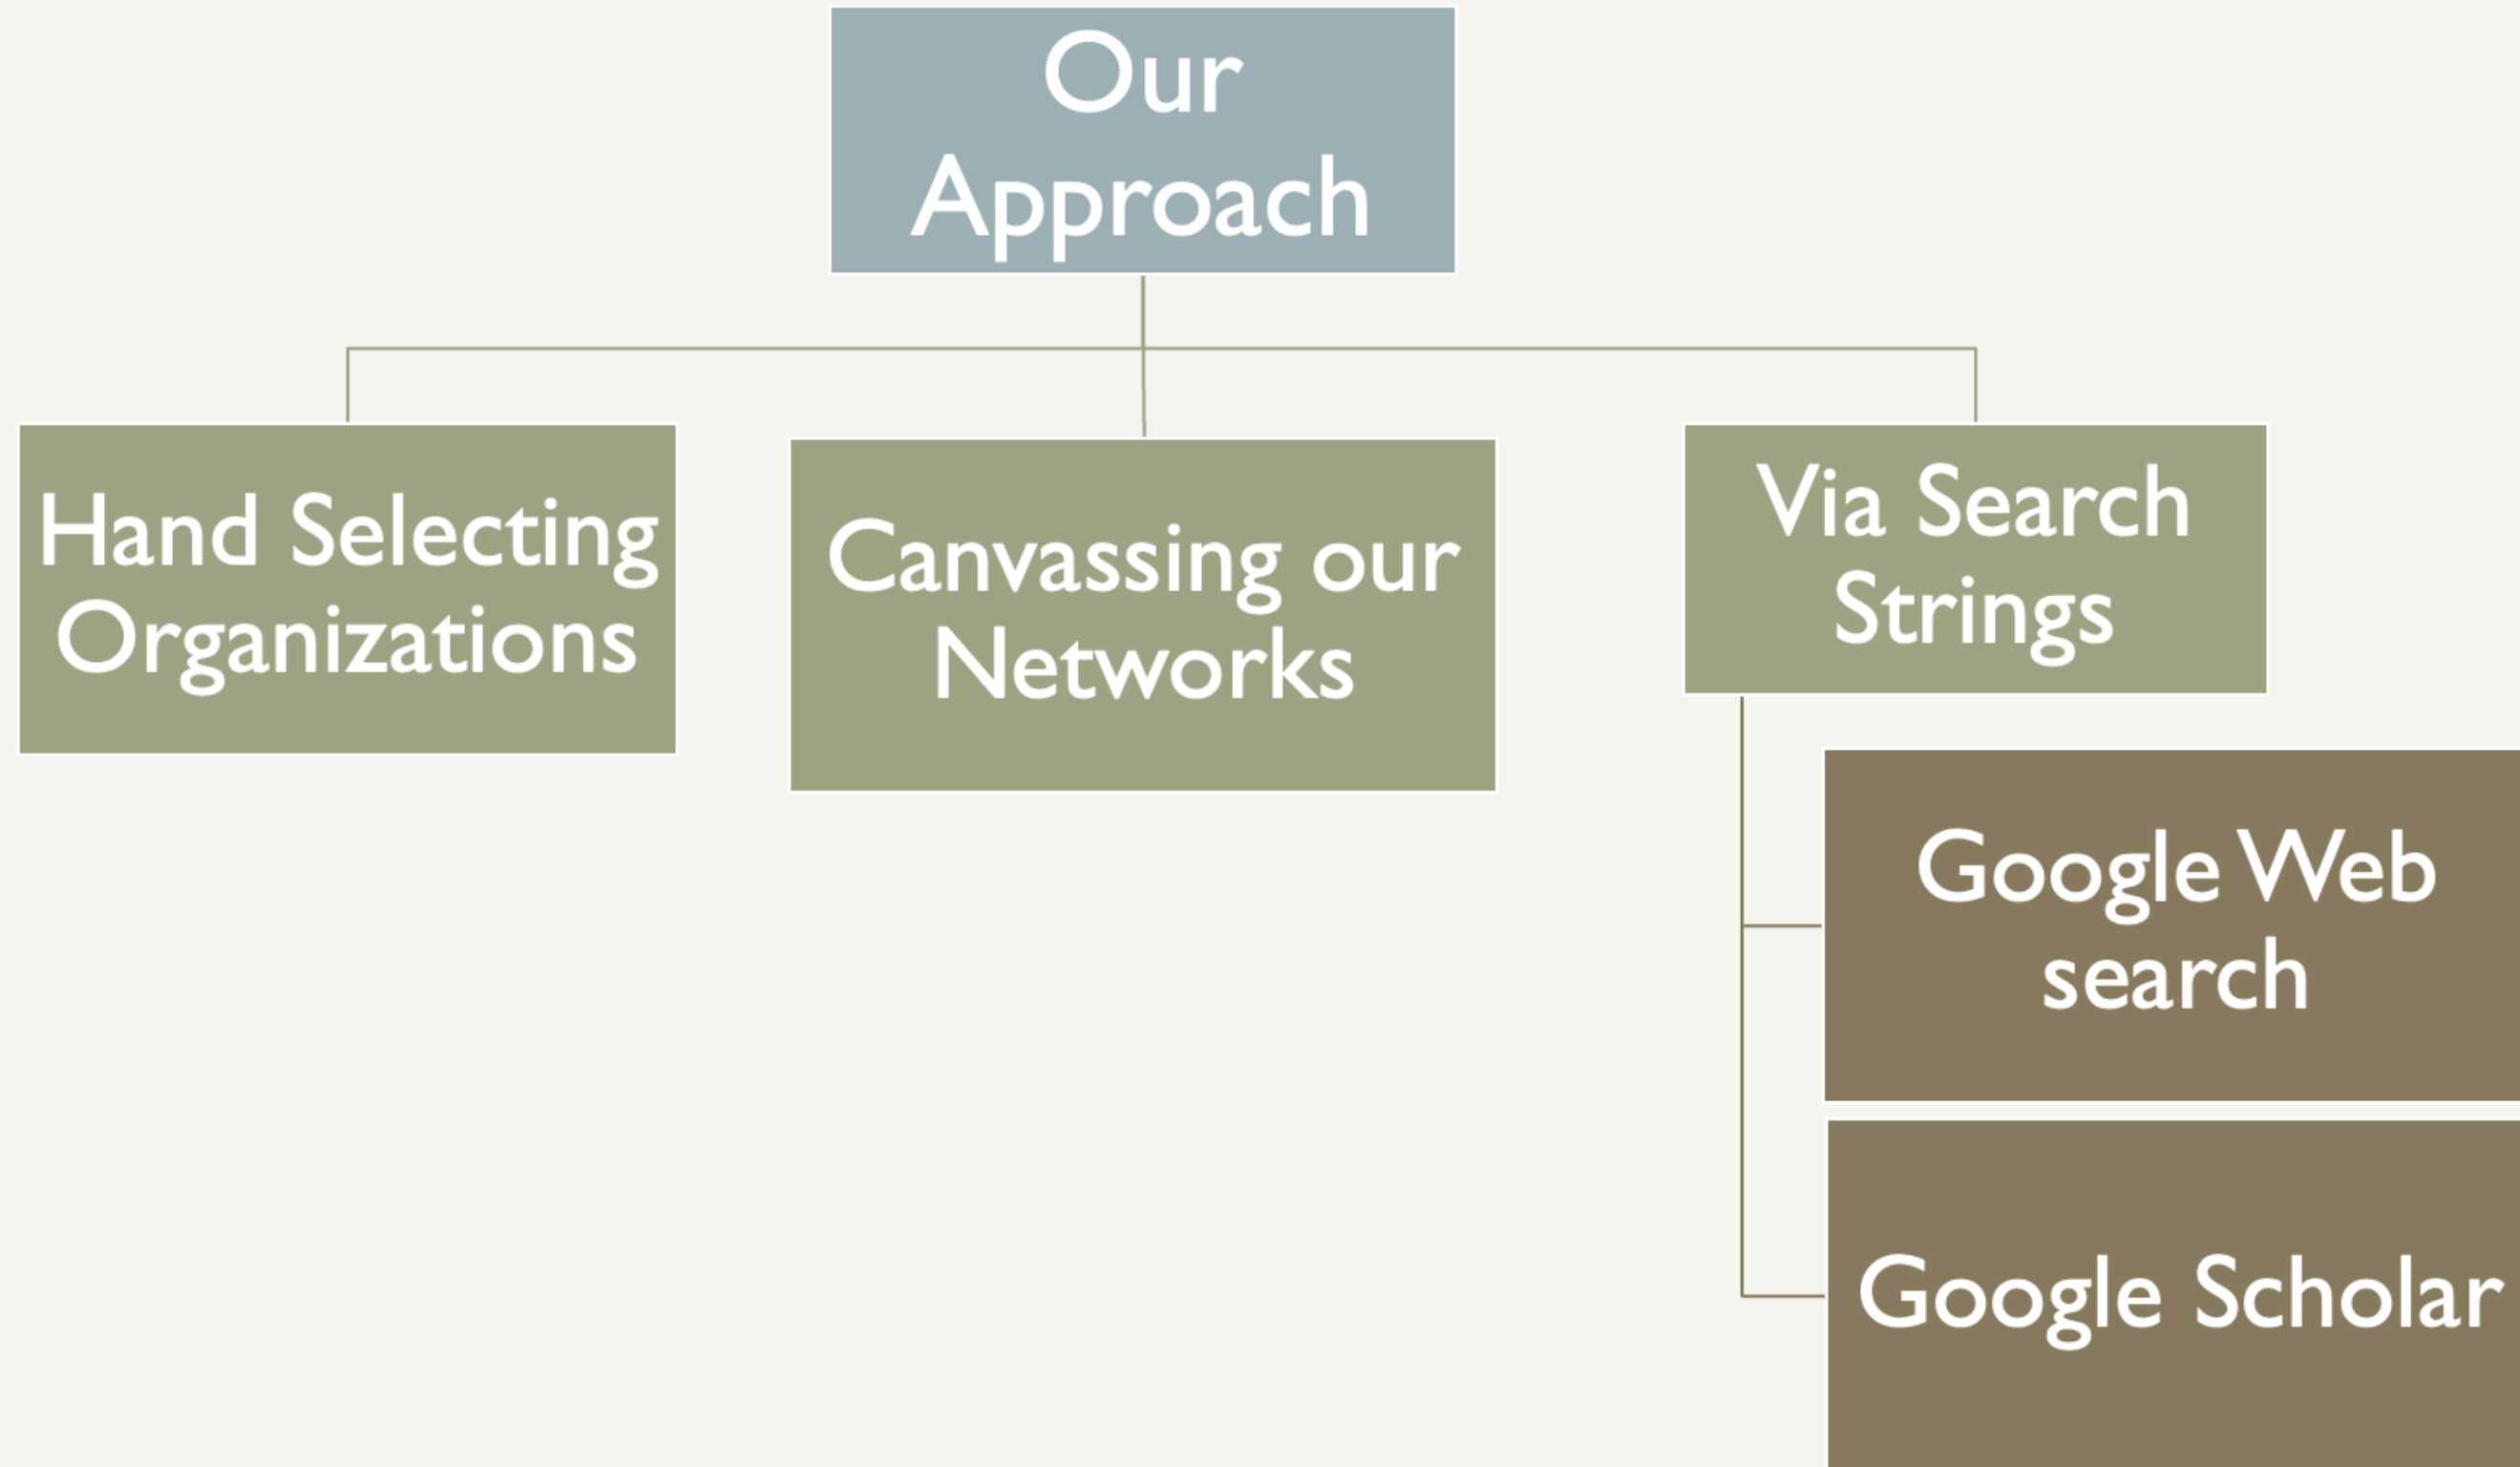 Our
Approach
Hand Selecting
Organizations
Canvassing our
Networks
Via Search
Strings
Google Web
search
Google Scholar